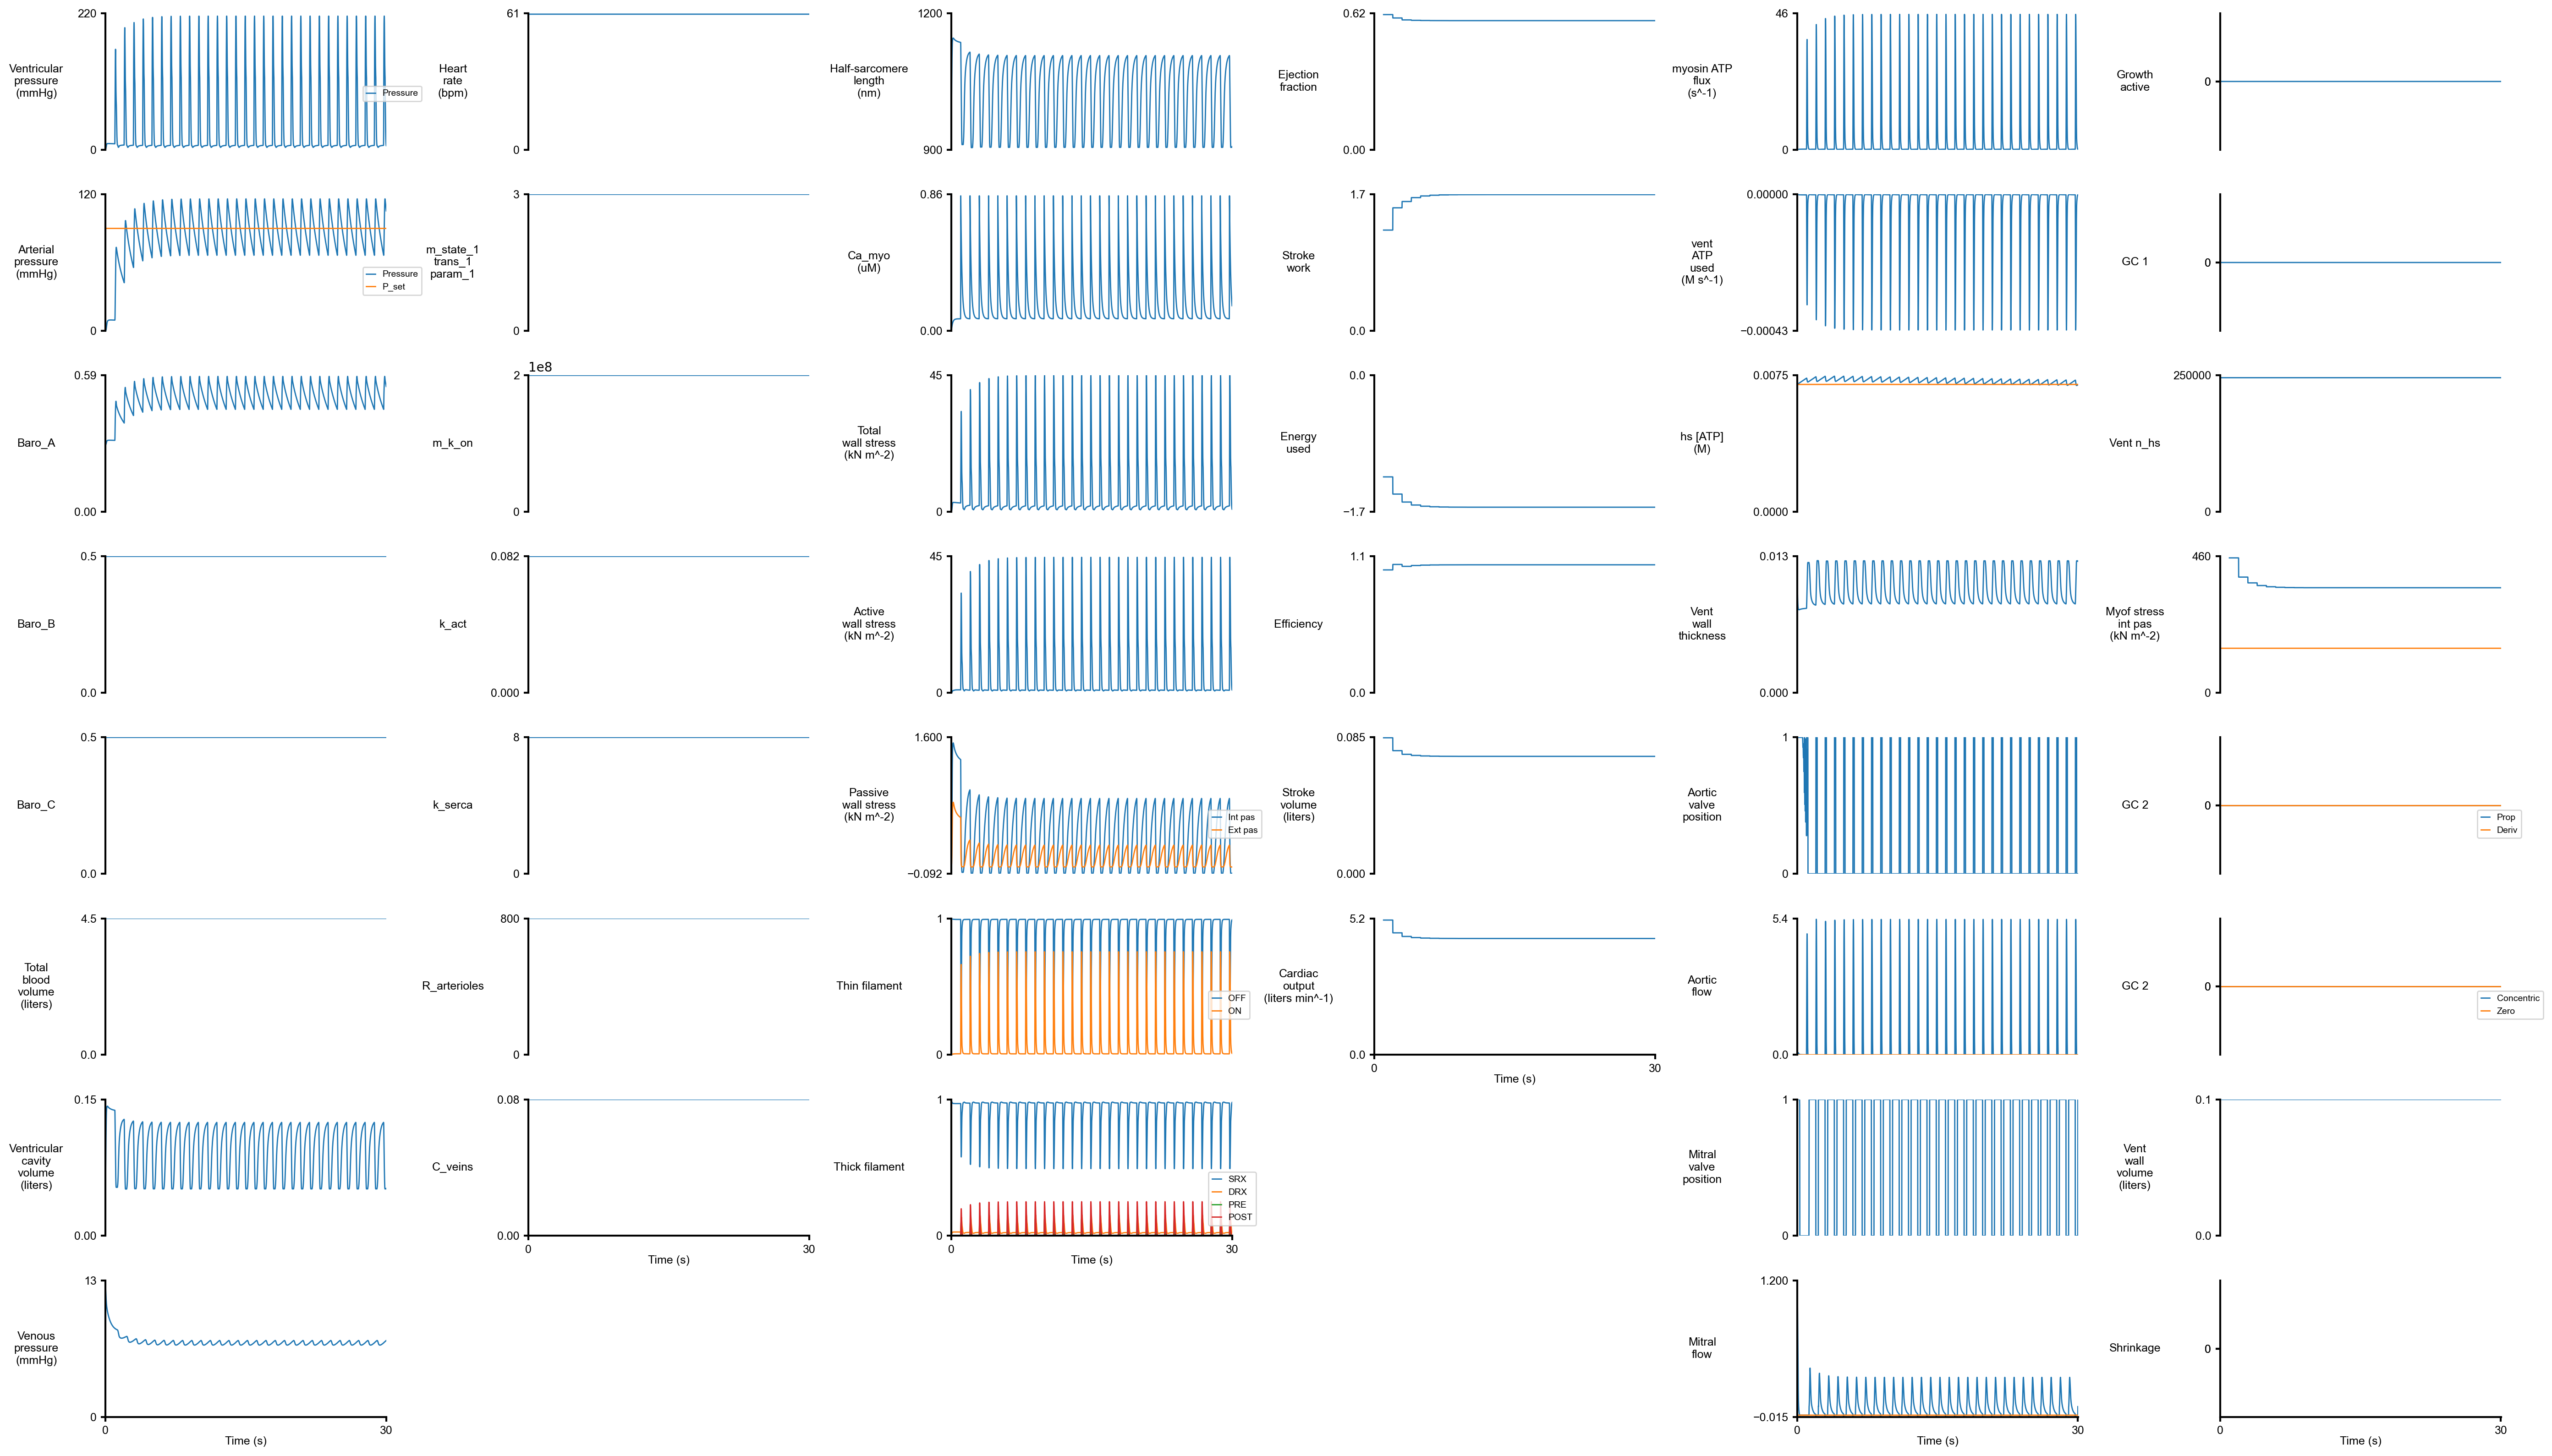 220
Ventricular
pressure
(mmHg)
0
Pressure
61
Heart
rate
(bpm)
0
1200
Half-sarcomere
length
(nm)
900
0.62
Ejection
fraction
0.00
46
myosin ATP
flux
(s^-1)
0
Growth
active
0
120
Arterial
pressure
(mmHg)
0
Pressure
P_set
3
m_state_1
trans_1
param_1
0
0.86
Ca_myo
(uM)
0.00
1.7
Stroke
work
0.0
0.00000
vent
ATP
used
(M s^-1)
−0.00043
GC 1
0
0.59
Baro_A
0.00
1e8
2
m_k_on
0
45
Total
wall stress
(kN m^-2)
0
0.0
Energy
used
−1.7
0.0075
hs [ATP]
(M)
0.0000
250000
Vent n_hs
0
0.5
Baro_B
0.0
0.082
k_act
0.000
45
Active
wall stress
(kN m^-2)
0
1.1
Efficiency
0.0
0.013
Vent
wall
thickness
0.000
460
Myof stress
int pas
(kN m^-2)
0
0.5
Baro_C
0.0
8
k_serca
0
1.600
Passive
wall stress
(kN m^-2)
−0.092
Int pas
Ext pas
0.085
Stroke
volume
(liters)
0.000
1
Aortic
valve
position
0
GC 2
0
Prop
Deriv
4.5
Total
blood
volume
(liters)
0.0
800
R_arterioles
0
1
Thin filament
0
OFF
ON
5.2
Cardiac
output
(liters min^-1)
0.0
0
30
Time (s)
5.4
Aortic
flow
0.0
GC 2
0
Concentric
Zero
0.15
Ventricular
cavity
volume
(liters)
0.00
0.08
C_veins
0.00
0
30
Time (s)
1
Thick filament
0
SRX
DRX
PRE
POST
0
30
Time (s)
1
Mitral
valve
position
0
0.1
Vent
wall
volume
(liters)
0.0
13
Venous
pressure
(mmHg)
0
0
30
Time (s)
1.200
Mitral
flow
−0.015
0
30
Time (s)
Shrinkage
0
0
30
Time (s)